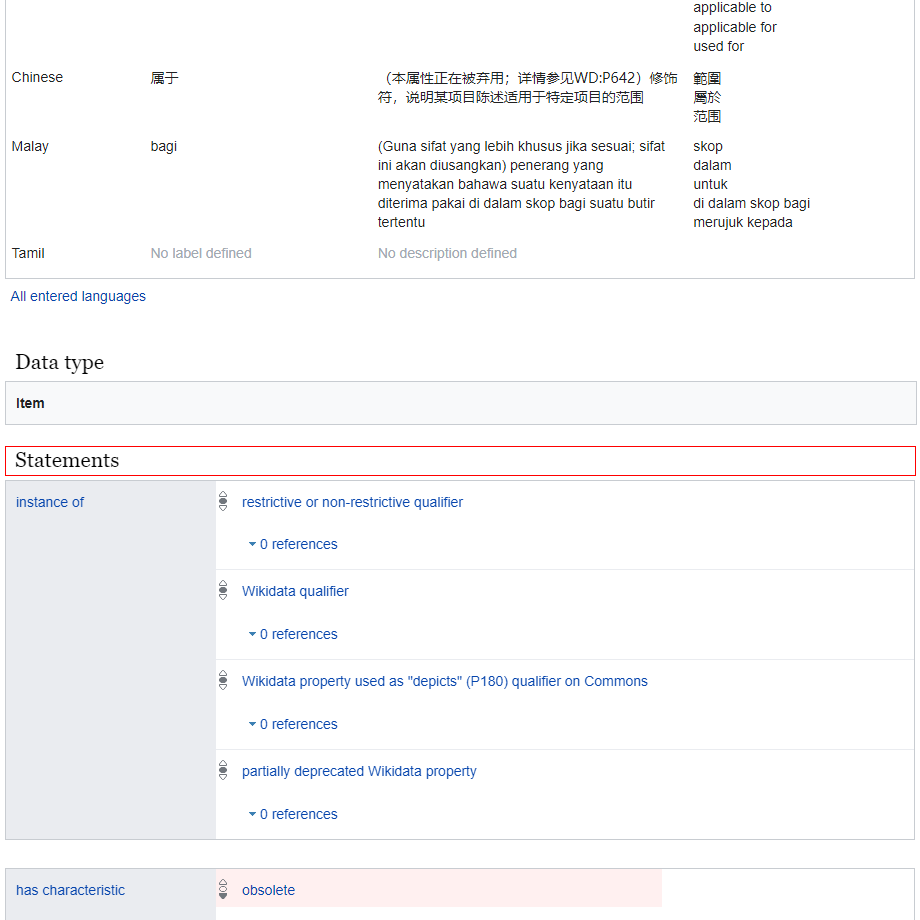 applicable to
applicable for
used for
Chinese 属于 （本属性正在被弃用；详情参见WD:P642）修饰 範圍
符，说明某项目陈述适用于特定项目的范围 屬於
范围
Malay bagi (Guna sifat yang lebih khusus jika sesuai; sifat skop
ini akan diusangkan) penerang yang dalam
menyatakan bahawa suatu kenyataan itu untuk
diterima pakai di dalam skop bagi suatu butir di dalam skop bagi
tertentu merujuk kepada
Tamil No label defined No description defined
All entered languages
Data type
Item
Statements
instance of restrictive or non-restrictive qualifier
0 references
Wikidata qualifier
0 references
Wikidata property used as "depicts" (P180) qualifier on Commons
0 references
partially deprecated Wikidata property
0 references
has characteristic obsolete